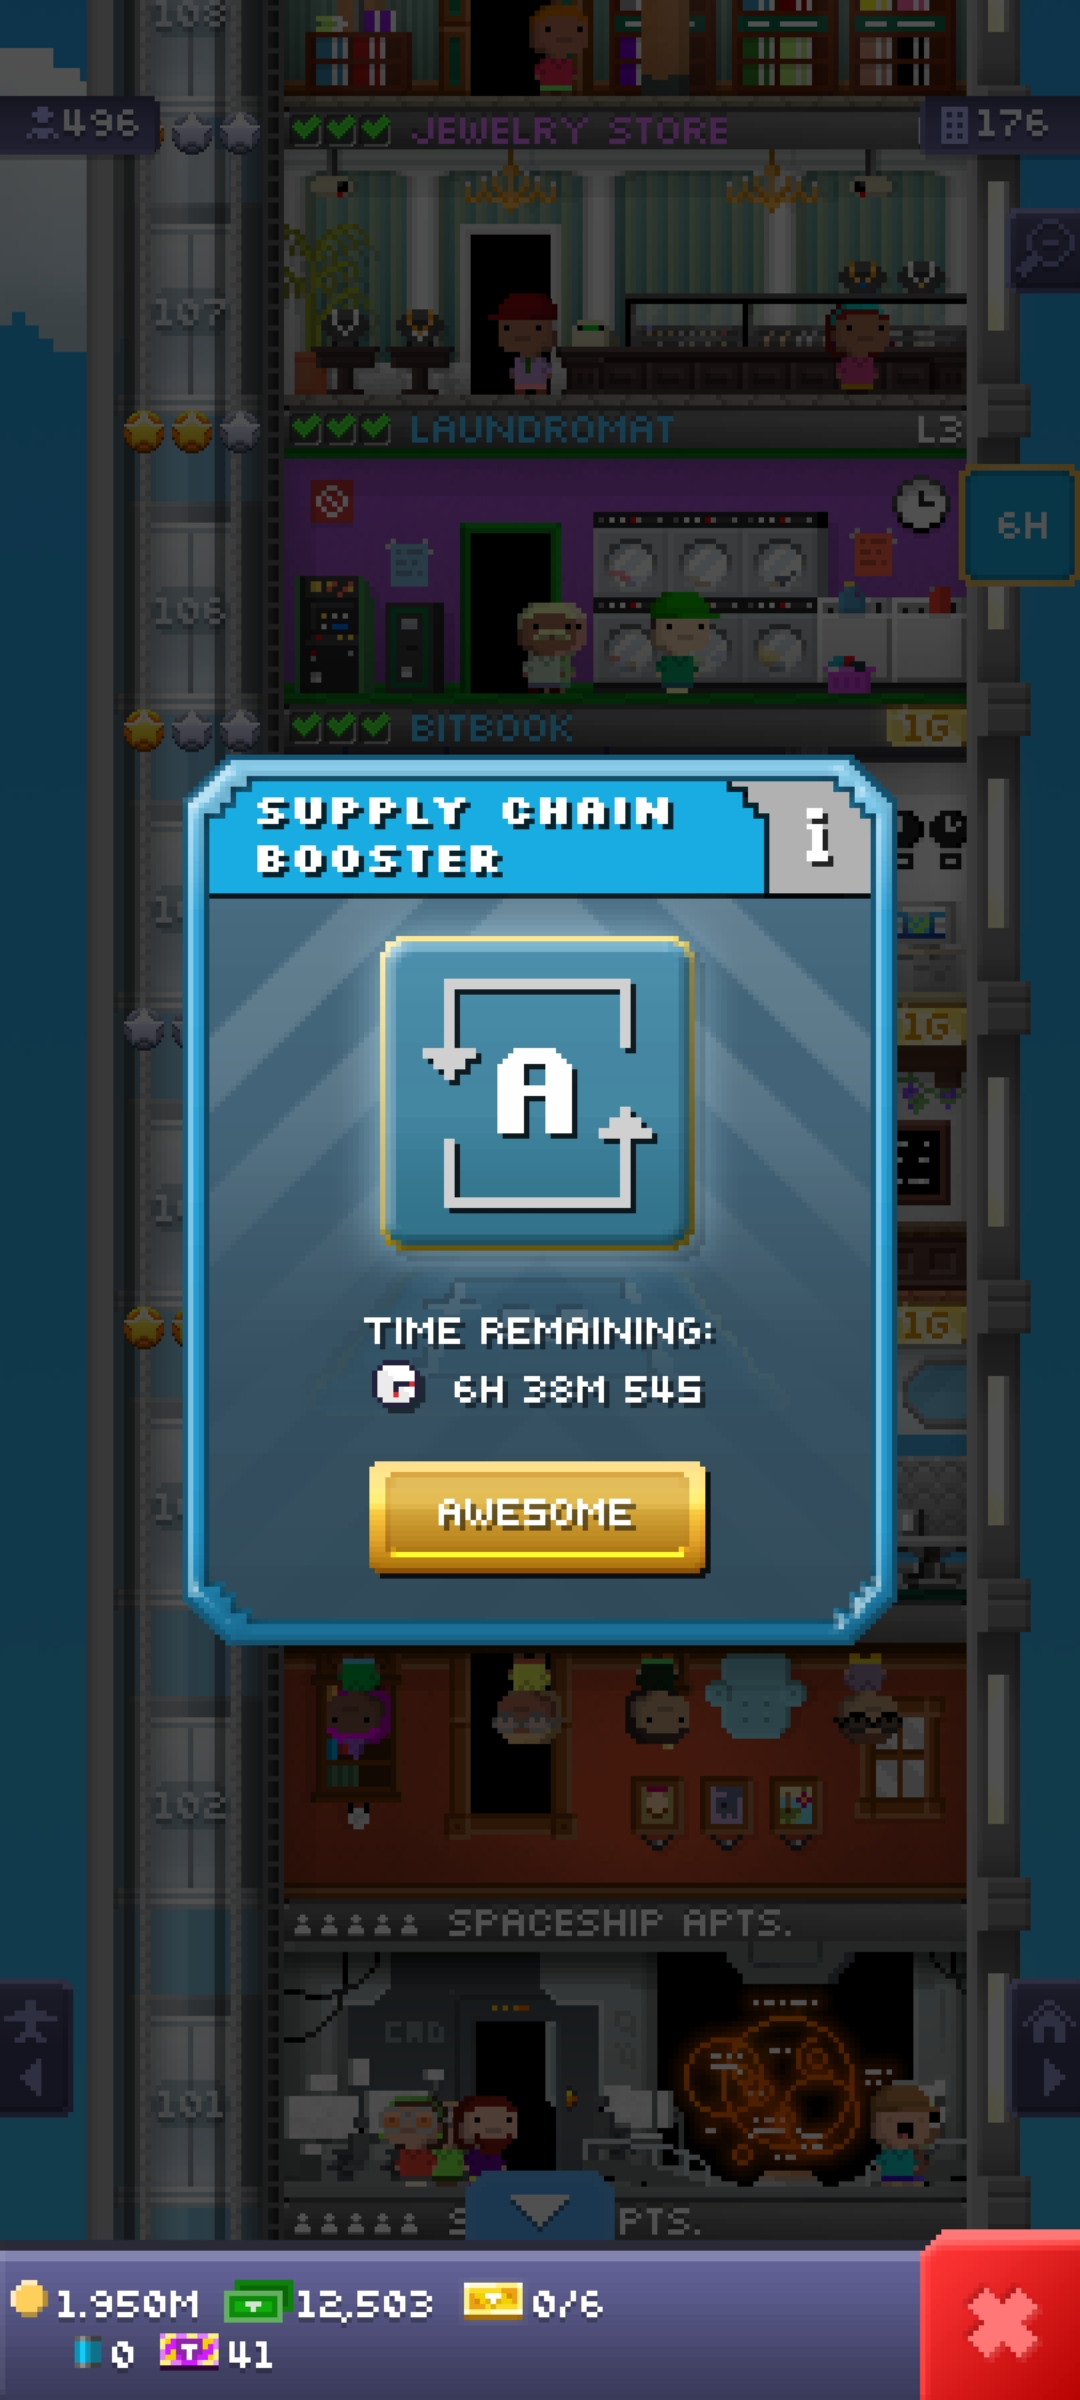 108
496
JEWELRY STORE
176
107
LAUNDROMAT
L3
6H
106
BITBOOK
1G
SUPPLY CHAIN
BOOSTER
i
1G
A
1G
TIME REMAINING:
6H 38M 54S
AWESOME
102
SPACESHIP APTS.
CAD
101
PTS.
1.950M
12,503
0/6
0
T
41